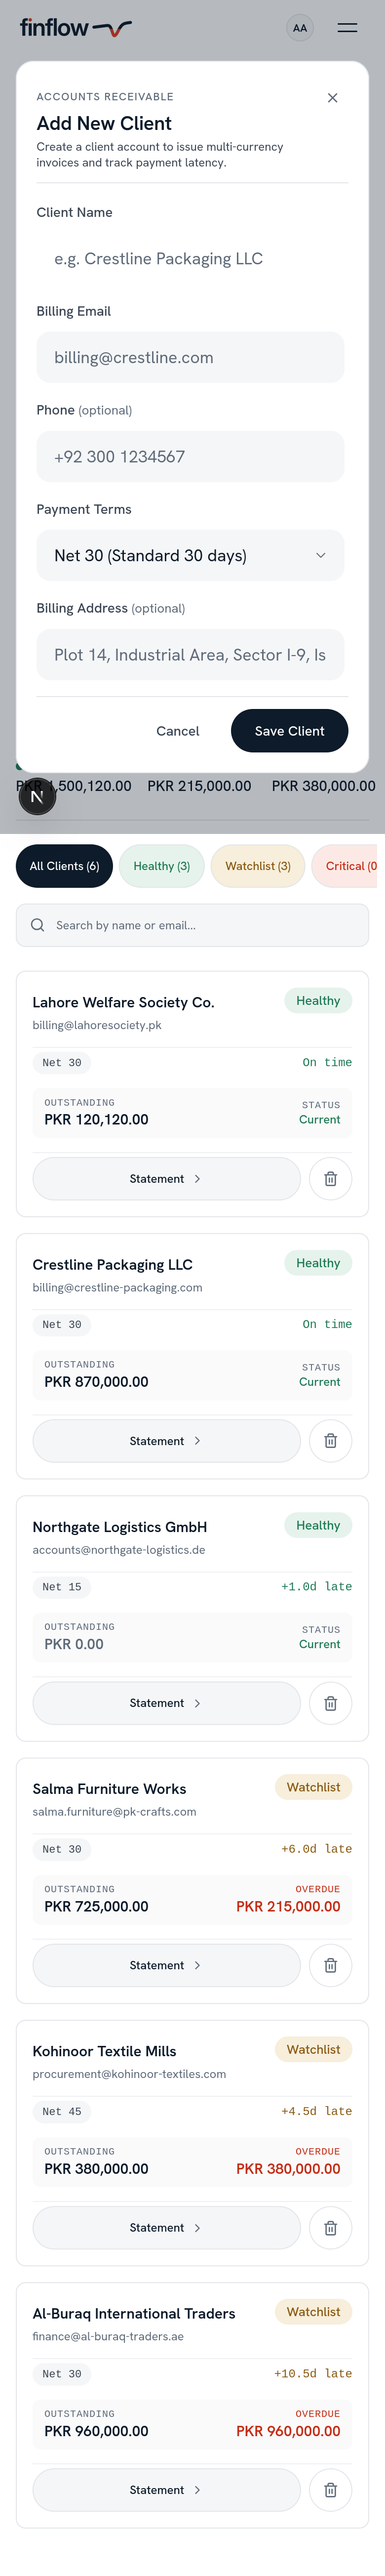 finflow
AA
ACCOUNTS RECEIVABLE
Add New Client
Create a client account to issue multi-currency
invoices and track payment latency.
Client Name
e.g. Crestline Packaging LLC
Billing Email
billing@crestline.com
Phone (optional)
+92 300 1234567
Payment Terms
Net 30 (Standard 30 days)
Billing Address (optional)
Plot 14, Industrial Area, Sector I-9, Is
Cancel Save Client
PKR 1,500,120.00 PKR 215,000.00 PKR 380,000.00
N
All Clients (6) Healthy (3) Watchlist (3) Critical (0
Search by name or email...
Lahore Welfare Society Co. Healthy
billing@lahoresociety.pk
Net 30 On time
OUTSTANDING STATUS
PKR 120,120.00 Current
Statement
Crestline Packaging LLC Healthy
billing@crestline-packaging.com
Net 30 On time
OUTSTANDING STATUS
PKR 870,000.00 Current
Statement
Northgate Logistics GmbH Healthy
accounts@northgate-logistics.de
Net 15 +1.0d late
OUTSTANDING STATUS
PKR 0.00 Current
Statement
Salma Furniture Works Watchlist
salma.furniture@pk-crafts.com
Net 30 +6.0d late
OUTSTANDING OVERDUE
PKR 725,000.00 PKR 215,000.00
Statement
Kohinoor Textile Mills Watchlist
procurement@kohinoor-textiles.com
Net 45 +4.5d late
OUTSTANDING OVERDUE
PKR 380,000.00 PKR 380,000.00
Statement
Al-Buraq International Traders Watchlist
finance@al-buraq-traders.ae
Net 30 +10.5d late
OUTSTANDING OVERDUE
PKR 960,000.00 PKR 960,000.00
Statement